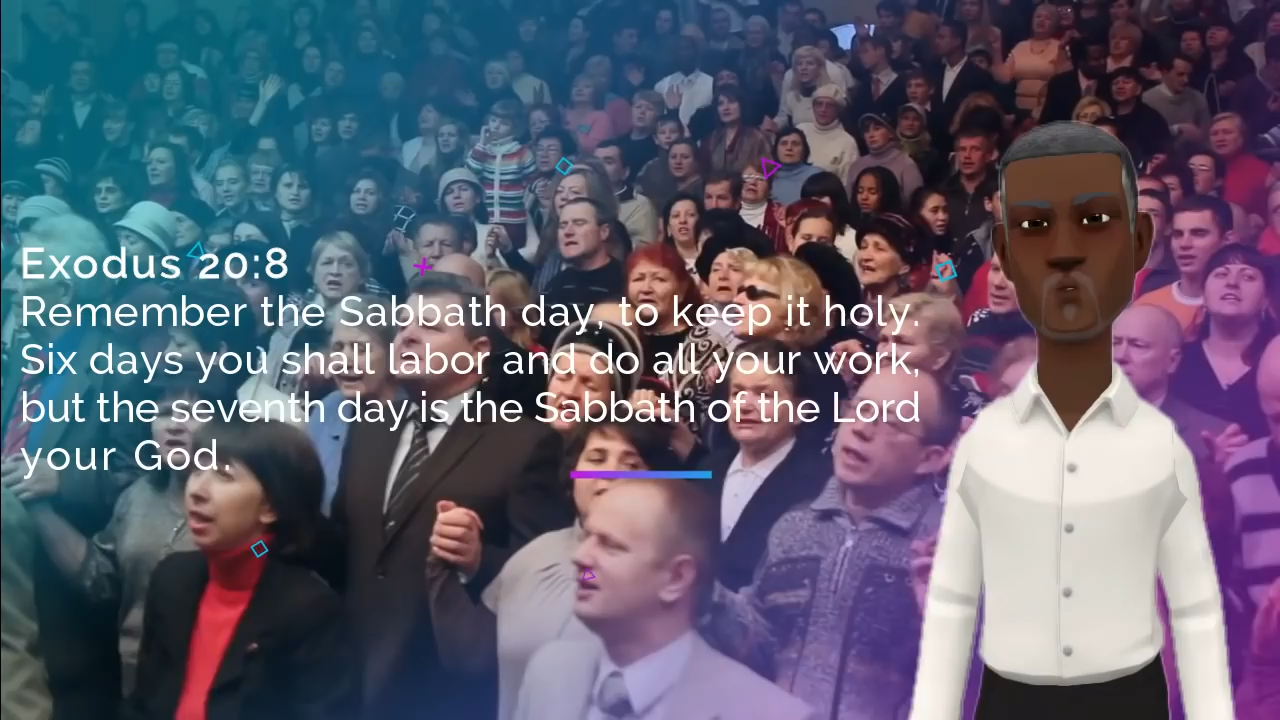 Exodus 20:8
Remember the Sabbath day, to keep it holy.
Six days you shall labor and do all your work,
but the seventh day is the Sabbath of the Lord
your God.